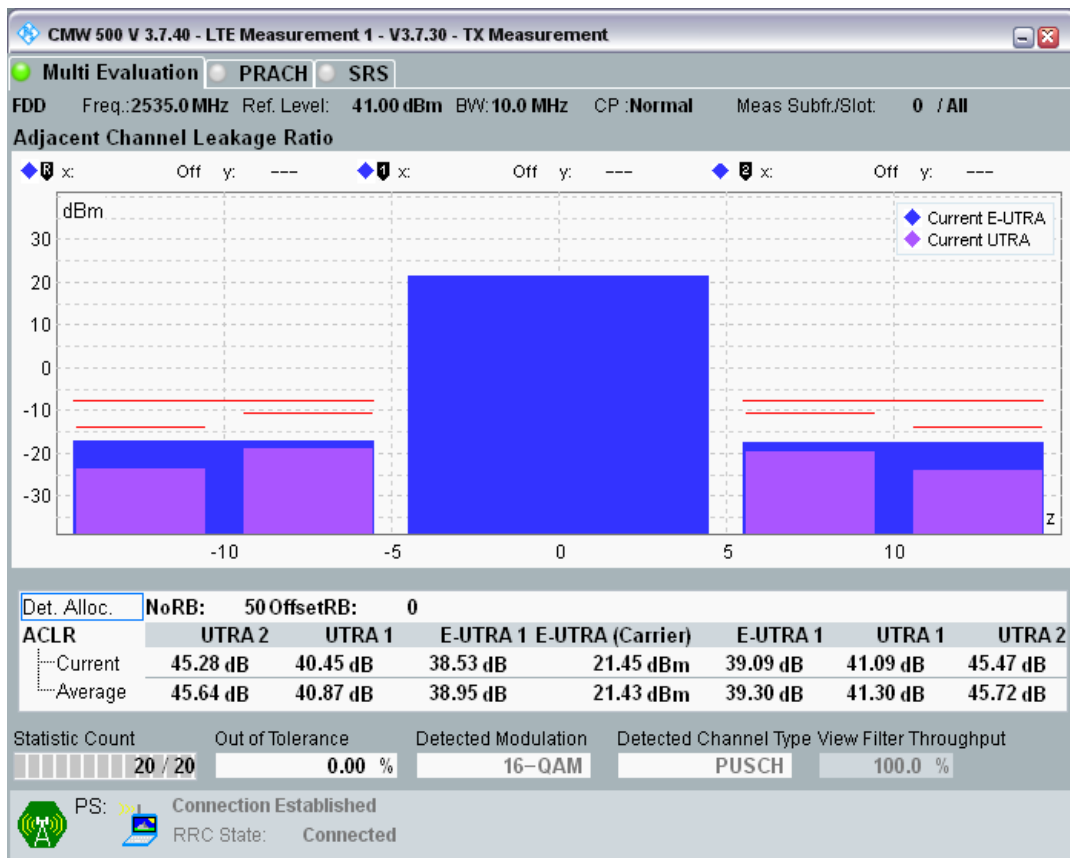 CMW 500 V 3.7.40 - LTE Measurement 1 - V3.7.30 - TX Measurement
Multi Evaluation PRACH SRS
FDD Freq.:2535.0 MHz Ref. Level: 41.00 dBm BW:10.0 MHz CP :Normal Meas Subfr./Slot: 0 / All
Adjacent Channel Leakage Ratio
R x: Off y: --- 1 x: Off y: --- 2 x: Off y: ---
dBm
Current E-UTRA
Current UTRA
30
20
10
0
-10
-20
-30
z
-10 -5 0 5 10
Det. Alloc. NoRB: 50 OffsetRB: 0
ACLR UTRA 2 UTRA 1 E-UTRA 1 E-UTRA (Carrier) E-UTRA 1 UTRA 1 UTRA 2
Current 45.28 dB 40.45 dB 38.53 dB 21.45 dBm 39.09 dB 41.09 dB 45.47 dB
Average 45.64 dB 40.87 dB 38.95 dB 21.43 dBm 39.30 dB 41.30 dB 45.72 dB
Statistic Count Out of Tolerance Detected Modulation Detected Channel Type View Filter Throughput
20 / 20 0.00 % 16-QAM PUSCH 100.0 %
PS: Connection Established
RRC State: Connected